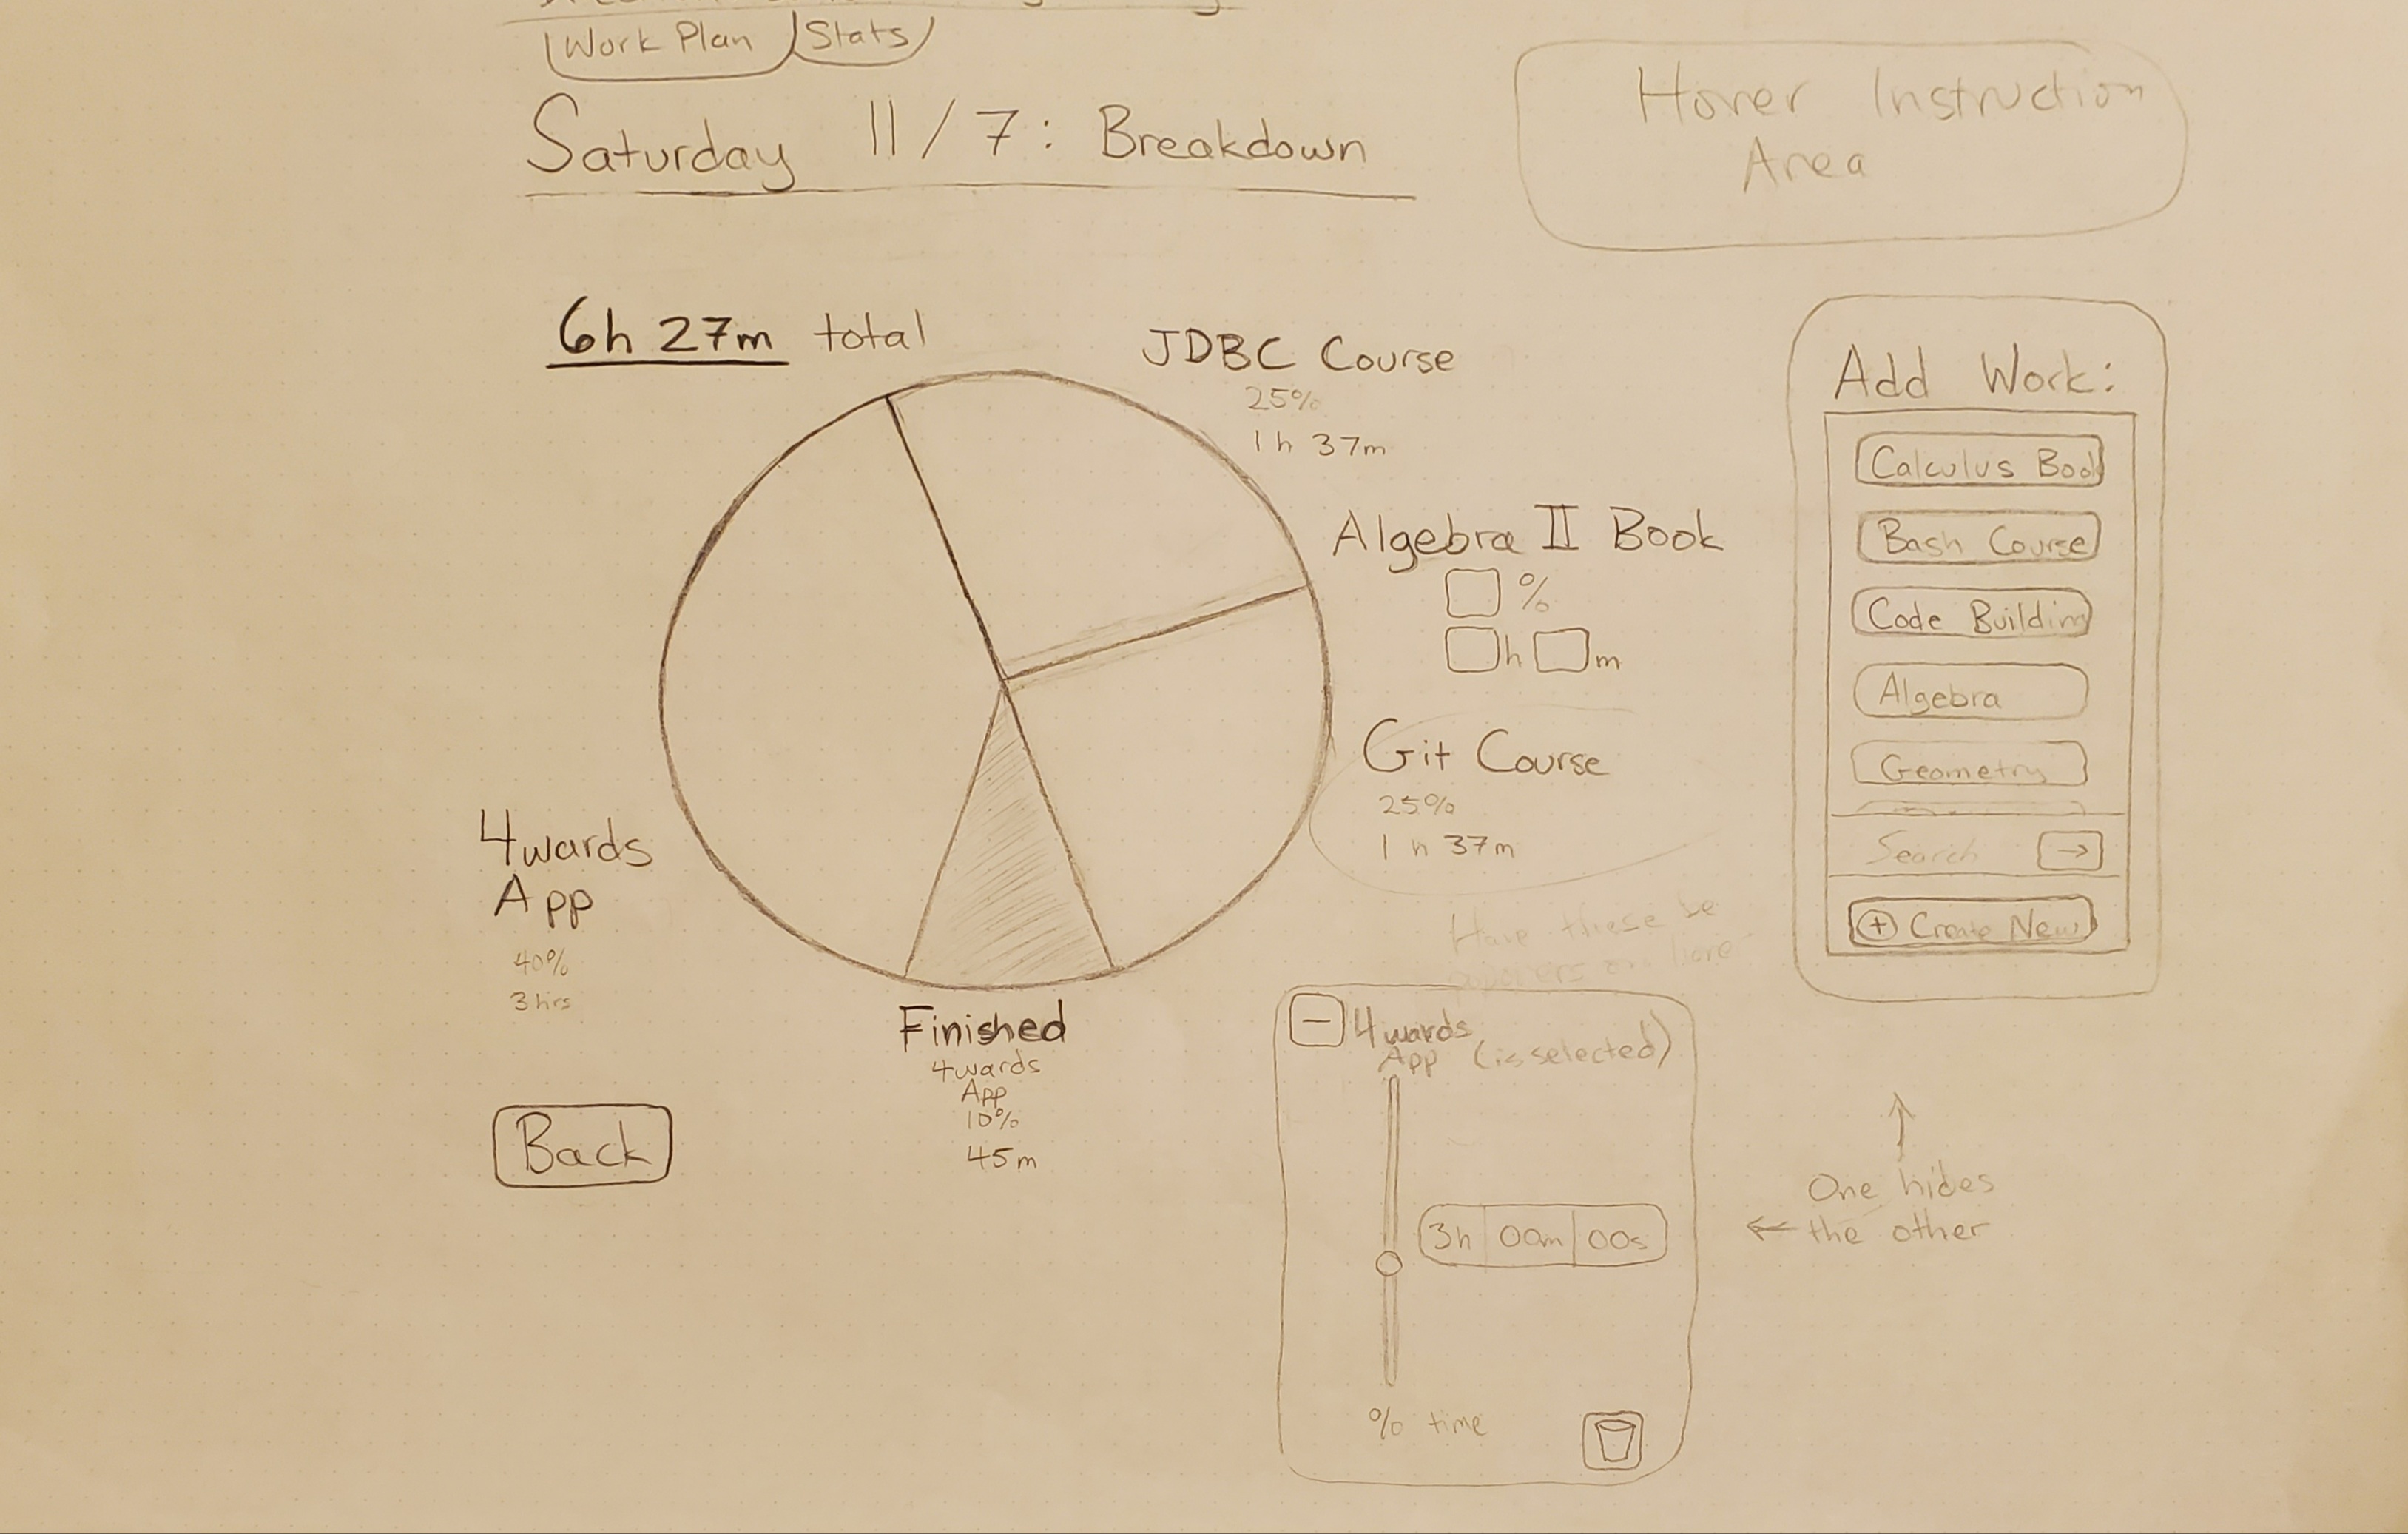 Work Plan
Stats
Saturday 11/7: Breakdown
Hover Instruction
Area
6h 27m total
JDBC Course
25%
1h 37m
Algebra II Book
%
h m
Git Course
25%
1h 37m
Have these be
popovers on here
4wards
App
40%
3hrs
Finished
4wards
App
10%
45m
Back
Add Work:
Calculus Boo
Bash Course
Code Building
Algebra
Geometry
Search →
+ Create New
- 4wards
App (is selected)
3h 00m 00s
% time
One hides
← the other